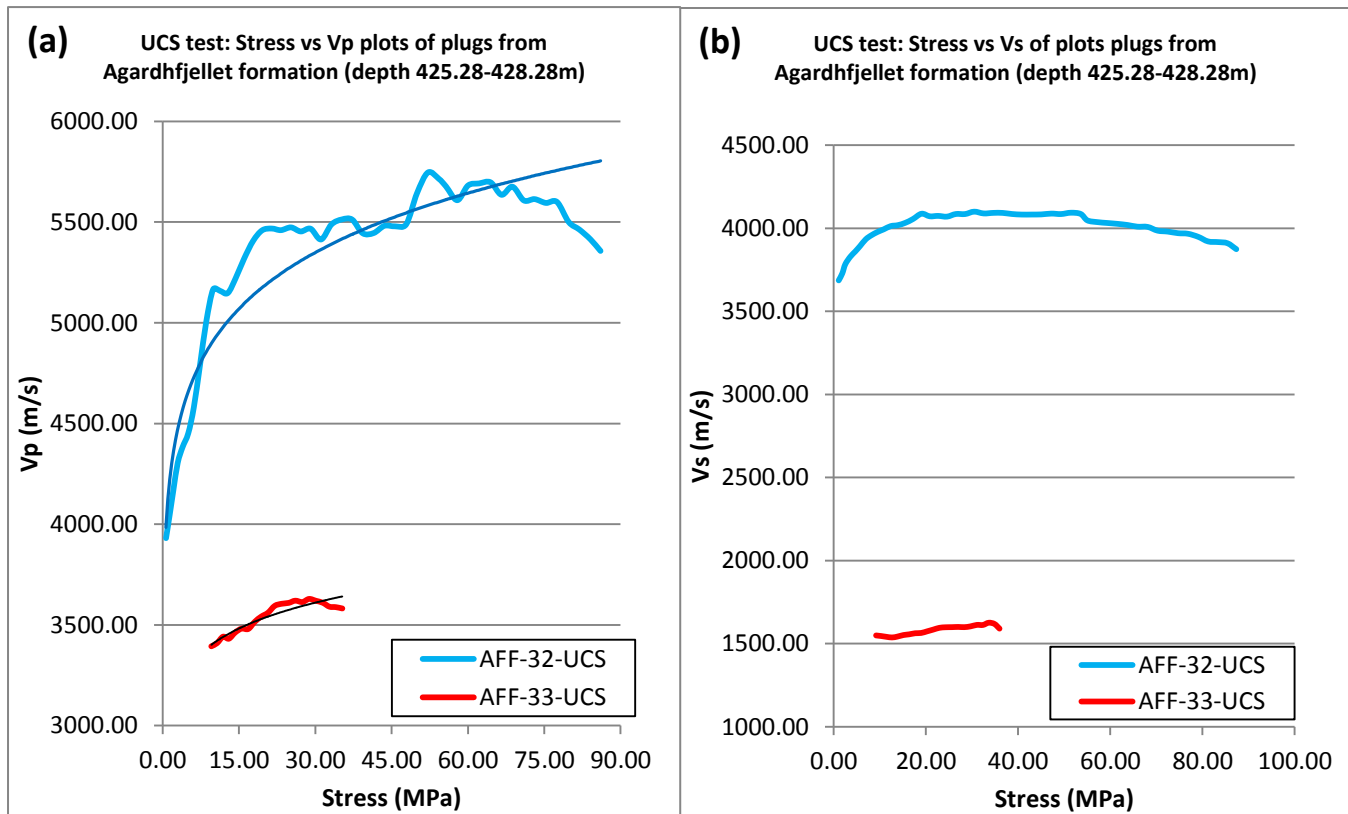 (a)
UCS test: Stress vs Vp plots of plugs from
Agardhfjellet formation (depth 425.28-428.28m)
6000.00
5500.00
5000.00
4500.00
4000.00
3500.00
3000.00
Vp (m/s)
0.00 15.00 30.00 45.00 60.00 75.00 90.00
Stress (MPa)
AFF-32-UCS
AFF-33-UCS
(b)
UCS test: Stress vs Vs of plots plugs from
Agardhfjellet formation (depth 425.28-428.28m)
4500.00
4000.00
3500.00
3000.00
2500.00
2000.00
1500.00
1000.00
Vs (m/s)
0.00 20.00 40.00 60.00 80.00 100.00
Stress (MPa)
AFF-32-UCS
AFF-33-UCS